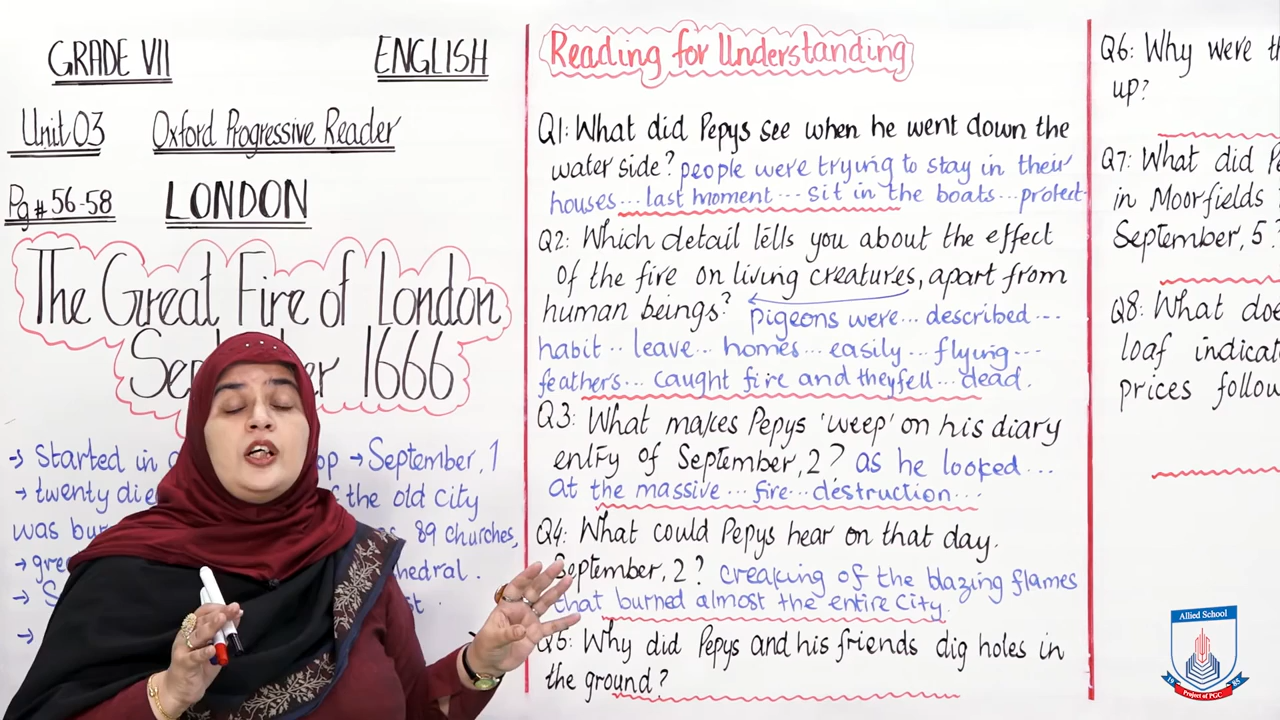 GRADE VII ENGLISH
Unit 03 Oxford Progressive Reader
Pg# 56-58 LONDON
The Great Fire of London
1666
→ Started in → September, 1
→ twenty of the old city
was 89 churches,
→
→
→
Reading for Understanding
Q1: What did Pepys see when he went down the
water side? people were trying to stay in their
houses... last moment... sit in the boats... protect
Q2: Which detail tells you about the effect
of the fire on living creatures, apart from
human beings? pigeons were... described...
habit.. leave... homes... easily... flying...
feathers... caught fire and they fell... dead.
Q3: What makes Pepys 'weep' on his diary
entry of September, 2? as he looked...
at the massive... fire... destruction...
Q4: What could Pepys hear on that day.
September, 2? creaking of the blazing flames
that burned almost the entire city.
Q5: Why did Pepys and his friends dig holes in
the ground?
Q6: Why were
up?
Q7: What did
in Moorfields
September, 5?
Q8: What
loaf
prices
Allied School
19 85
Project of PGC